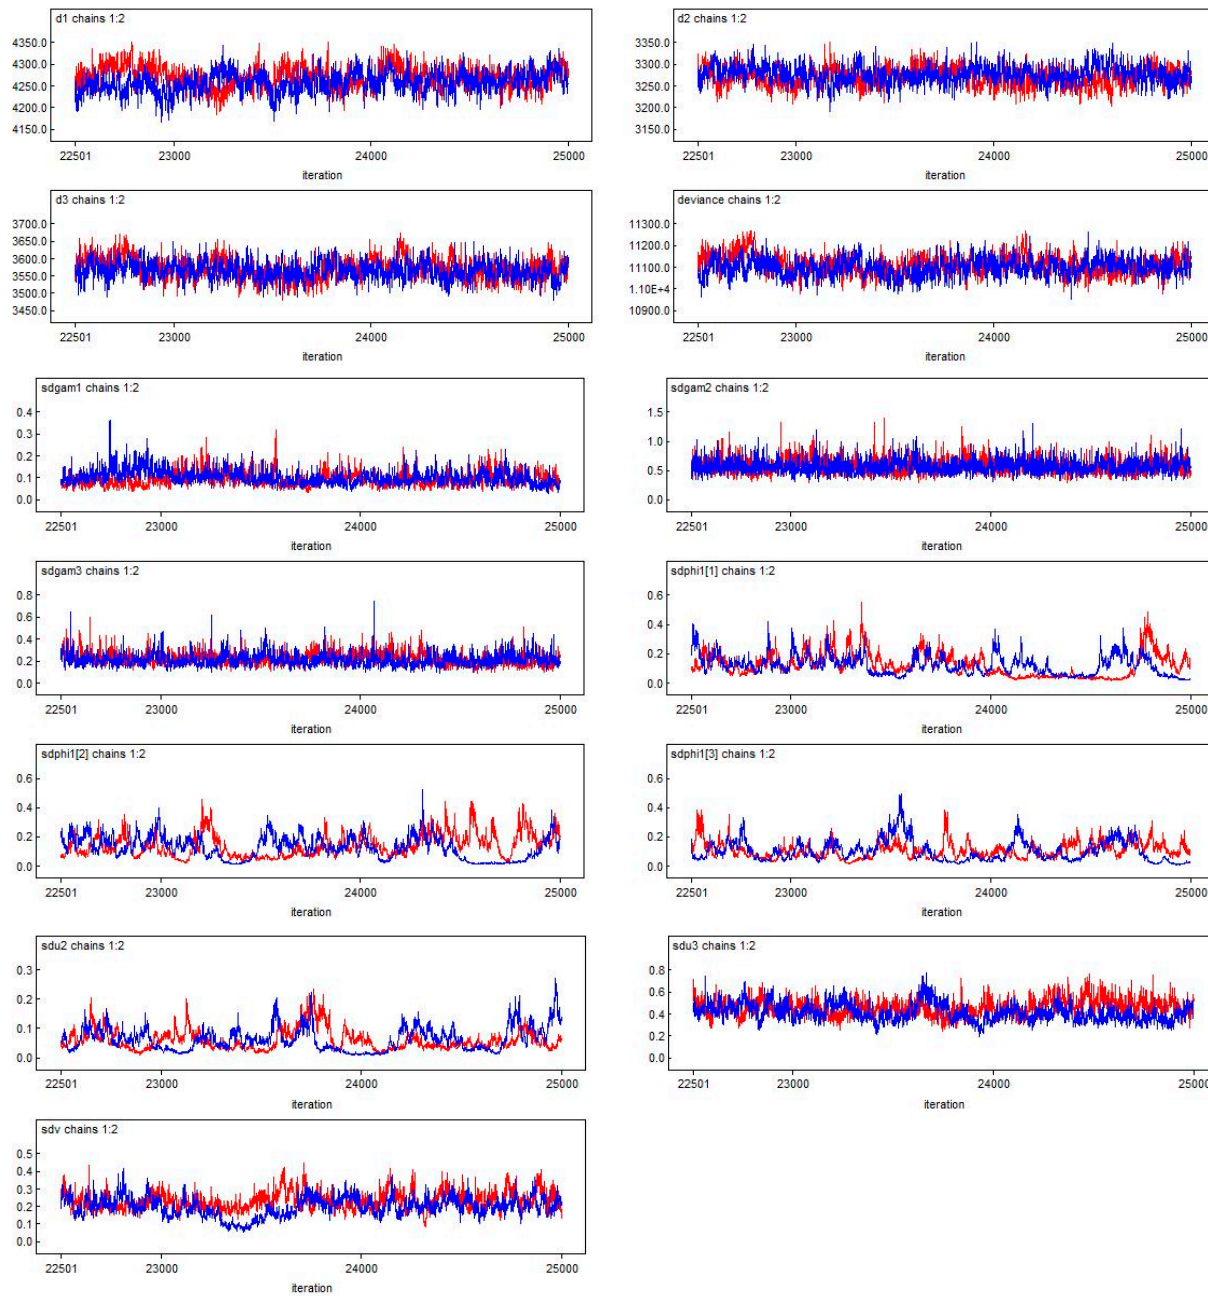 d1 chains 1:2
4350.0
4300.0
4250.0
4200.0
4150.0
22501 23000 24000 25000
iteration
d2 chains 1:2
3350.0
3300.0
3250.0
3200.0
3150.0
22501 23000 24000 25000
iteration
d3 chains 1:2
3700.0
3650.0
3600.0
3550.0
3500.0
3450.0
22501 23000 24000 25000
iteration
deviance chains 1:2
11300.0
11200.0
11100.0
1.10E+4
10900.0
22501 23000 24000 25000
iteration
sdgam1 chains 1:2
0.4
0.3
0.2
0.1
0.0
22501 23000 24000 25000
iteration
sdgam2 chains 1:2
1.5
1.0
0.5
0.0
22501 23000 24000 25000
iteration
sdgam3 chains 1:2
0.8
0.6
0.4
0.2
0.0
22501 23000 24000 25000
iteration
sdphi1[1] chains 1:2
0.6
0.4
0.2
0.0
22501 23000 24000 25000
iteration
sdphi1[2] chains 1:2
0.6
0.4
0.2
0.0
22501 23000 24000 25000
iteration
sdphi1[3] chains 1:2
0.6
0.4
0.2
0.0
22501 23000 24000 25000
iteration
sdu2 chains 1:2
0.3
0.2
0.1
0.0
22501 23000 24000 25000
iteration
sdu3 chains 1:2
0.8
0.6
0.4
0.2
0.0
22501 23000 24000 25000
iteration
sdv chains 1:2
0.5
0.4
0.3
0.2
0.1
0.0
22501 23000 24000 25000
iteration